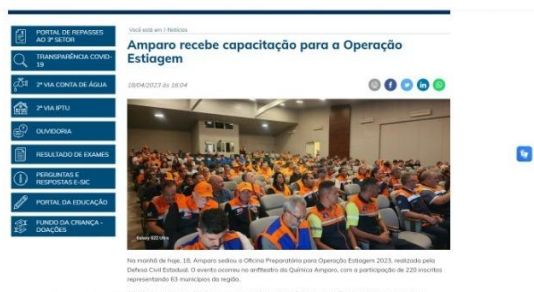 PORTAL DE REPASSES
AO 3º SETOR
TRANSPARÊNCIA COVID-
19
2ª VIA CONTA DE ÁGUA
2ª VIA IPTU
OUVIDORIA
RESULTADO DE EXAMES
PERGUNTAS E
RESPOSTAS E-SIC
PORTAL DA EDUCAÇÃO
FUNDO DA CRIANÇA -
DOAÇÕES
Você está em / Notícias
Amparo recebe capacitação para a Operação
Estiagem
18/04/2023 às 16:04
Galaxy S22 Ultra
Na manhã de hoje, 18, Amparo sediou a Oficina Preparatória para Operação Estiagem 2023, realizada pela
Defesa Civil Estadual. O evento ocorreu no anfiteatro da Química Amparo, com a participação de 220 inscritos
representando 63 municípios da região.